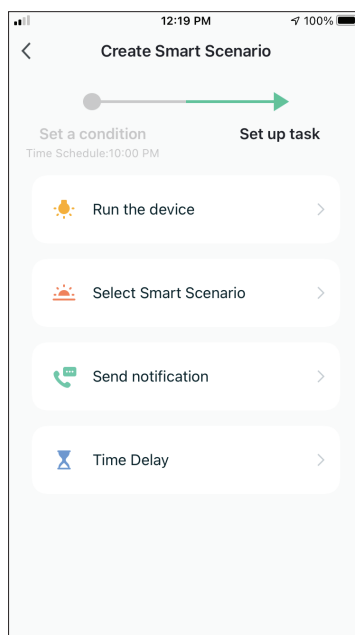 12:19 PM
100%
Create Smart Scenario
Set a condition
Set up task
Time Schedule:10:00 PM
Run the device
Select Smart Scenario
Send notification
Time Delay